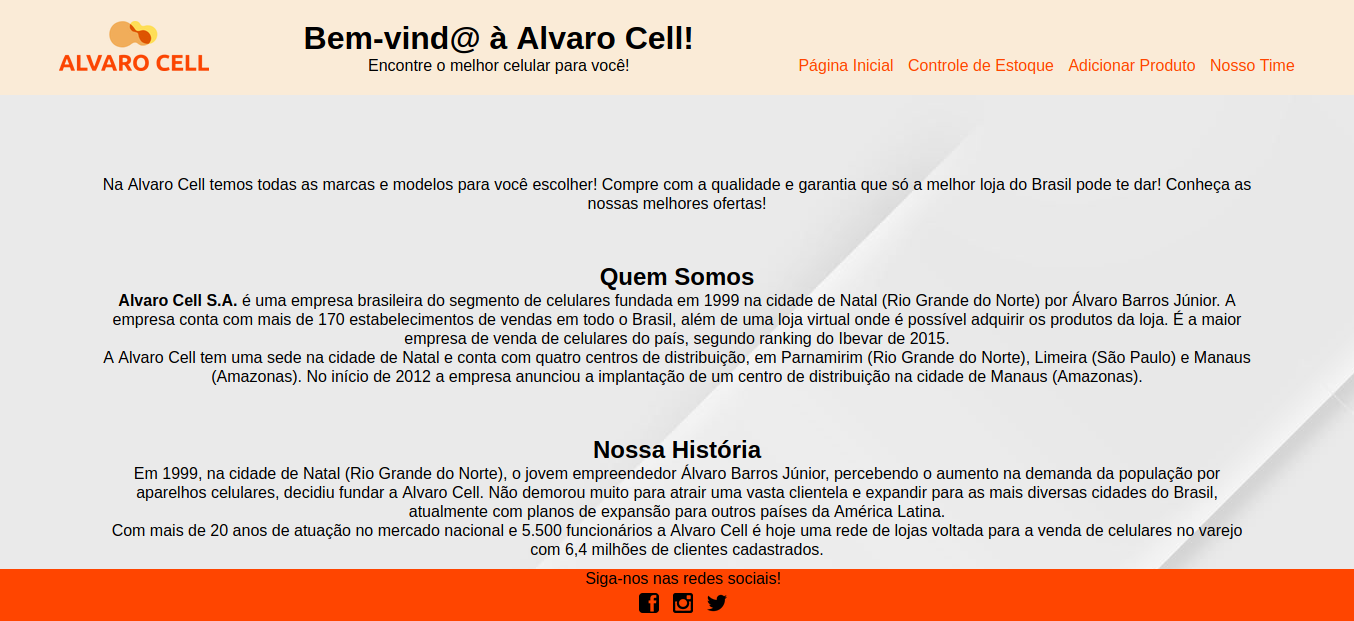 ALVARO CELL
Bem-vind@ à Alvaro Cell!
Encontre o melhor celular para você!
Página Inicial Controle de Estoque Adicionar Produto Nosso Time
Na Alvaro Cell temos todas as marcas e modelos para você escolher! Compre com a qualidade e garantia que só a melhor loja do Brasil pode te dar! Conheça as
nossas melhores ofertas!
Quem Somos
Alvaro Cell S.A. é uma empresa brasileira do segmento de celulares fundada em 1999 na cidade de Natal (Rio Grande do Norte) por Álvaro Barros Júnior. A
empresa conta com mais de 170 estabelecimentos de vendas em todo o Brasil, além de uma loja virtual onde é possível adquirir os produtos da loja. É a maior
empresa de venda de celulares do país, segundo ranking do Ibevar de 2015.
A Alvaro Cell tem uma sede na cidade de Natal e conta com quatro centros de distribuição, em Parnamirim (Rio Grande do Norte), Limeira (São Paulo) e Manaus
(Amazonas). No início de 2012 a empresa anunciou a implantação de um centro de distribuição na cidade de Manaus (Amazonas).
Nossa História
Em 1999, na cidade de Natal (Rio Grande do Norte), o jovem empreendedor Álvaro Barros Júnior, percebendo o aumento na demanda da população por
aparelhos celulares, decidiu fundar a Alvaro Cell. Não demorou muito para atrair uma vasta clientela e expandir para as mais diversas cidades do Brasil,
atualmente com planos de expansão para outros países da América Latina.
Com mais de 20 anos de atuação no mercado nacional e 5.500 funcionários a Alvaro Cell é hoje uma rede de lojas voltada para a venda de celulares no varejo
com 6,4 milhões de clientes cadastrados.
Siga-nos nas redes sociais!